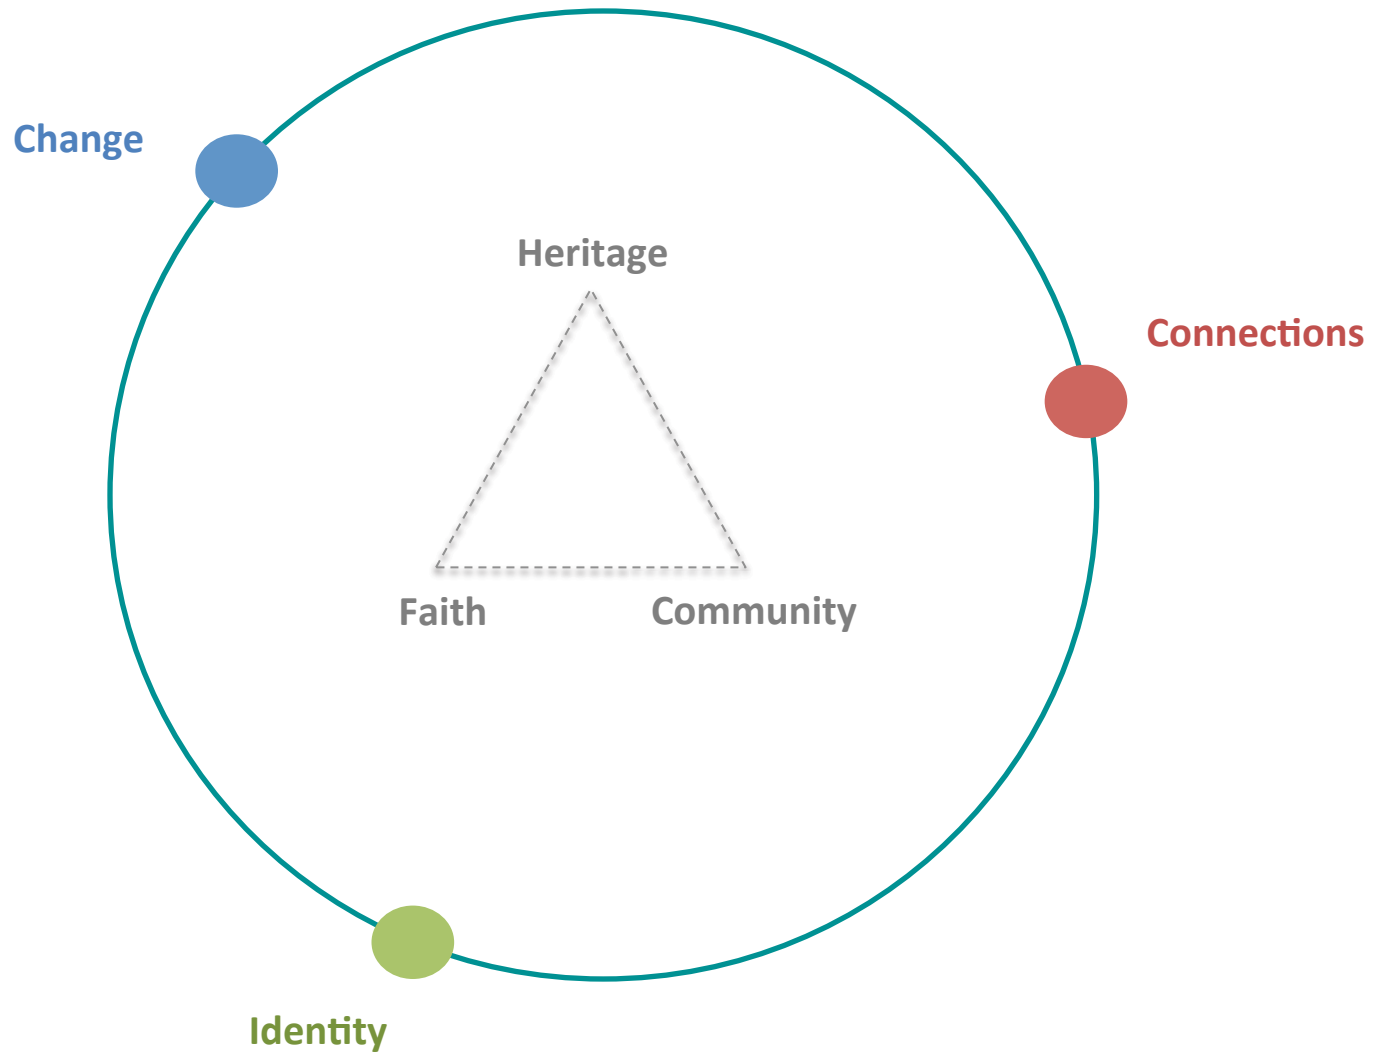 Change
Heritage
Connections
Faith
Community
Identity